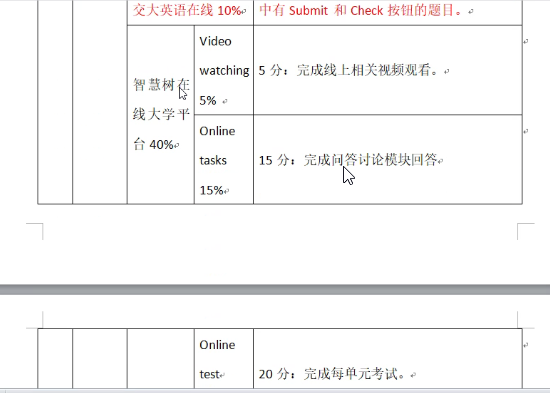 交大英语在线 10%
中有 Submit 和 Check 按钮的题目。
智慧树在
线大学平
台 40%
Video
watching
5%
5 分：完成线上相关视频观看。
Online
tasks
15%
15 分：完成问答讨论模块回答
Online
test
20 分：完成每单元考试。